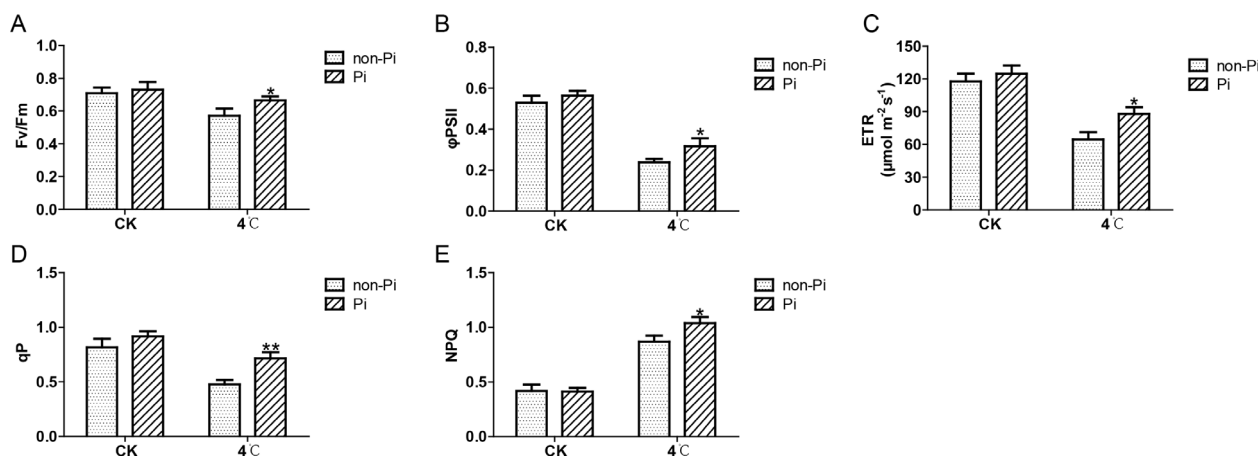 A
Fv/Fm
1.0
0.8
0.6
0.4
0.2
0.0
*
CK
4℃
non-Pi
Pi
B
φPSII
0.8
0.6
0.4
0.2
0.0
*
CK
4℃
non-Pi
Pi
C
ETR
(μmol m⁻² s⁻¹)
150
120
90
60
30
0
*
CK
4℃
non-Pi
Pi
D
qP
1.5
1.0
0.5
0.0
**
CK
4℃
non-Pi
Pi
E
NPQ
1.5
1.0
0.5
0.0
*
CK
4℃
non-Pi
Pi